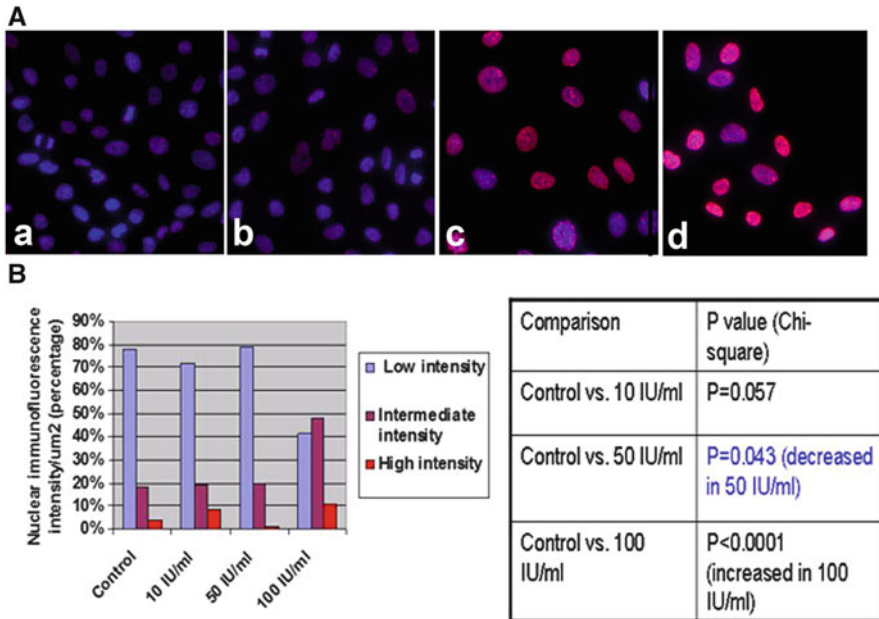 A
a
b
c
d
B
Nuclear immunofluorescence
intensity/um2 (percentage)
90%
80%
70%
60%
50%
40%
30%
20%
10%
0%
Control
10 IU/ml
50 IU/ml
100 IU/ml
Low intensity
Intermediate
intensity
High intensity
Comparison
P value (Chi-
square)
Control vs. 10 IU/ml
P=0.057
Control vs. 50 IU/ml
P=0.043 (decreased
in 50 IU/ml)
Control vs. 100
IU/ml
P<0.0001
(increased in 100
IU/ml)